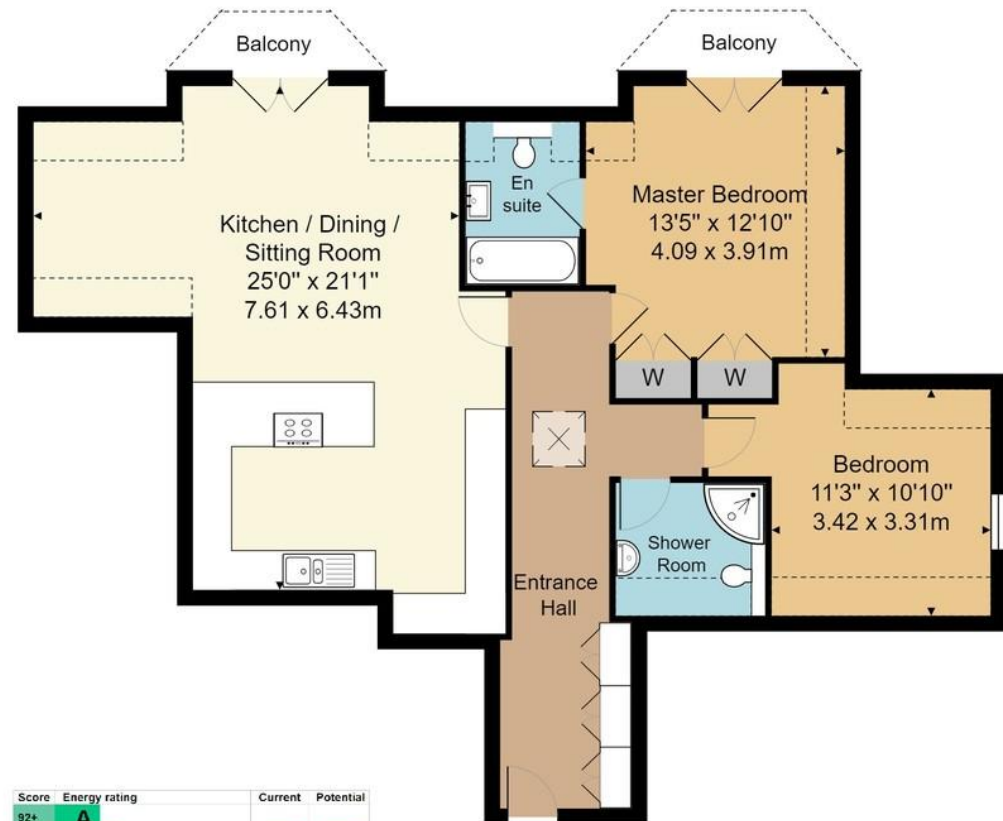 Balcony
Balcony
Kitchen / Dining /
Sitting Room
25'0" x 21'1"
7.61 x 6.43m
En
suite
Master Bedroom
13'5" x 12'10"
4.09 x 3.91m
W
W
Bedroom
11'3" x 10'10"
3.42 x 3.31m
Shower
Room
Entrance
Hall
Score Energy rating Current Potential
92+ A